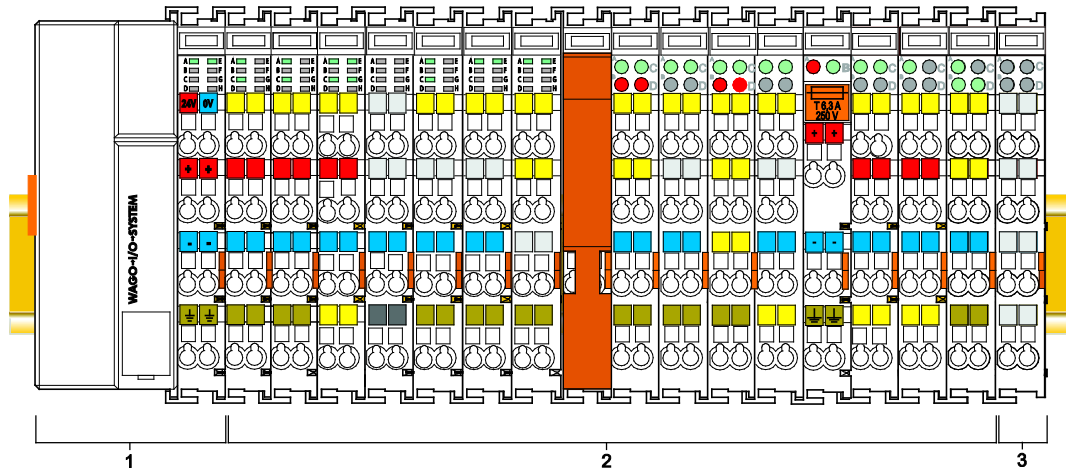 A E A E A E A E A E A E A E A E
B F B F B F B F B F B F B F B F
C G C G C G C G C G C G C G C G
D H D H D H D H D H D H D H D H
A C A C A C A B A C A C A C
B D B D B D B D B D B D
24V 0V
T 6,3 A
250 V
+ +
+ +
- -
- -
WAGO-I/O-SYSTEM
1 2 3